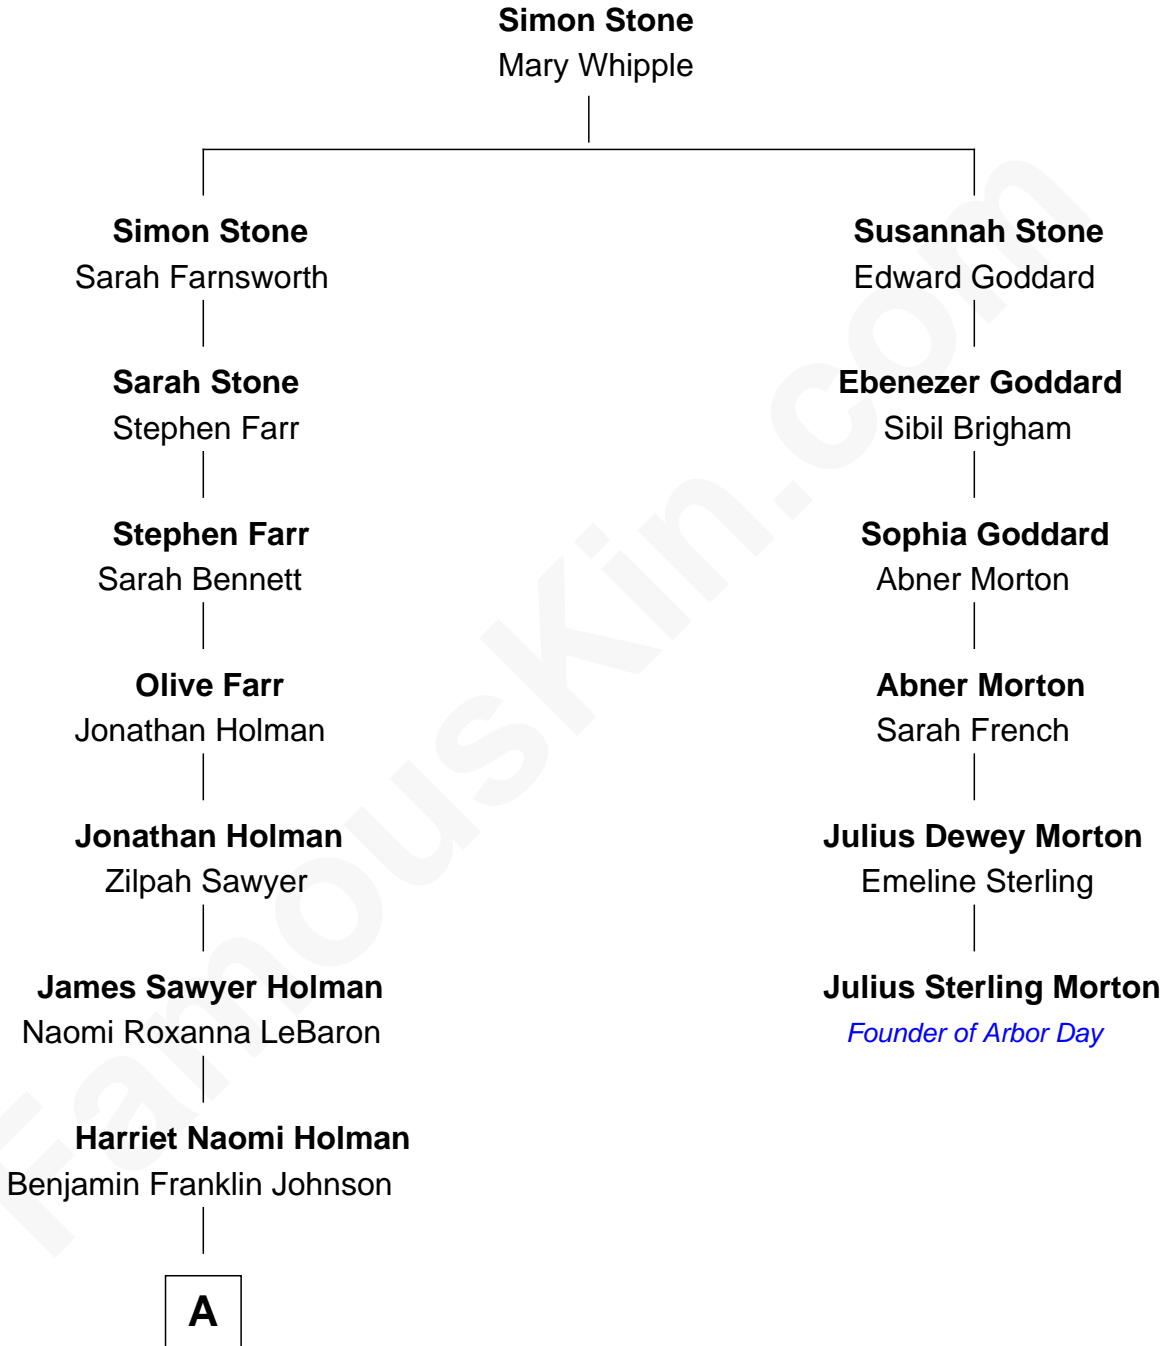 Simon Stone
Mary Whipple
Simon Stone
Sarah Farnsworth
Sarah Stone
Stephen Farr
Stephen Farr
Sarah Bennett
Olive Farr
Jonathan Holman
Jonathan Holman
Zilpah Sawyer
James Sawyer Holman
Naomi Roxanna LeBaron
Harriet Naomi Holman
Benjamin Franklin Johnson
A
Susannah Stone
Edward Goddard
Ebenezer Goddard
Sibil Brigham
Sophia Goddard
Abner Morton
Abner Morton
Sarah French
Julius Dewey Morton
Emeline Sterling
Julius Sterling Morton
Founder of Arbor Day
FamousKin.com